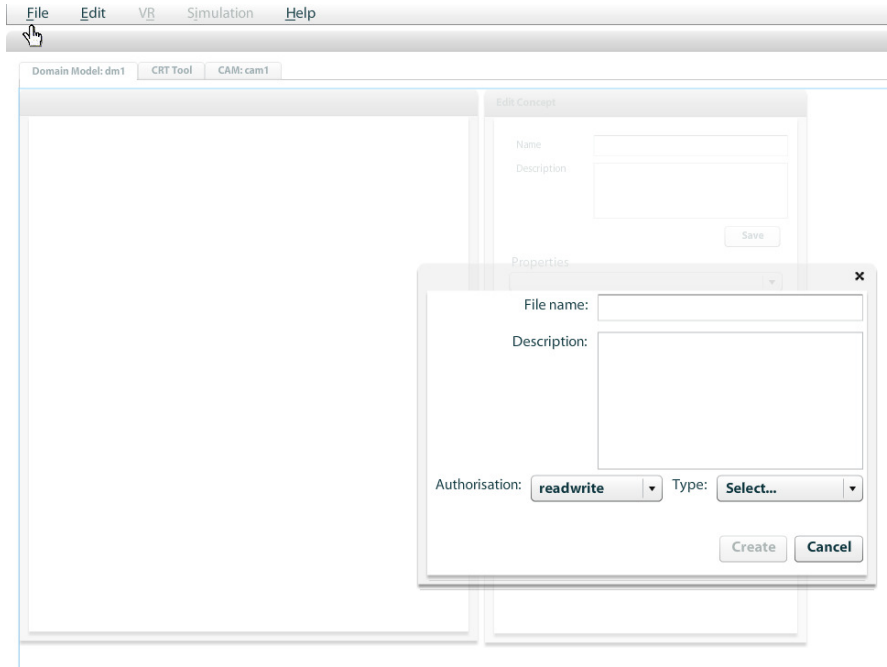 File Edit VR Simulation Help
Domain Model: dm1 CRT Tool CAM: cam1
Edit Concept
Name
Description
Save
Properties
×
File name:
Description:
Authorisation: readwrite Type: Select...
Create Cancel